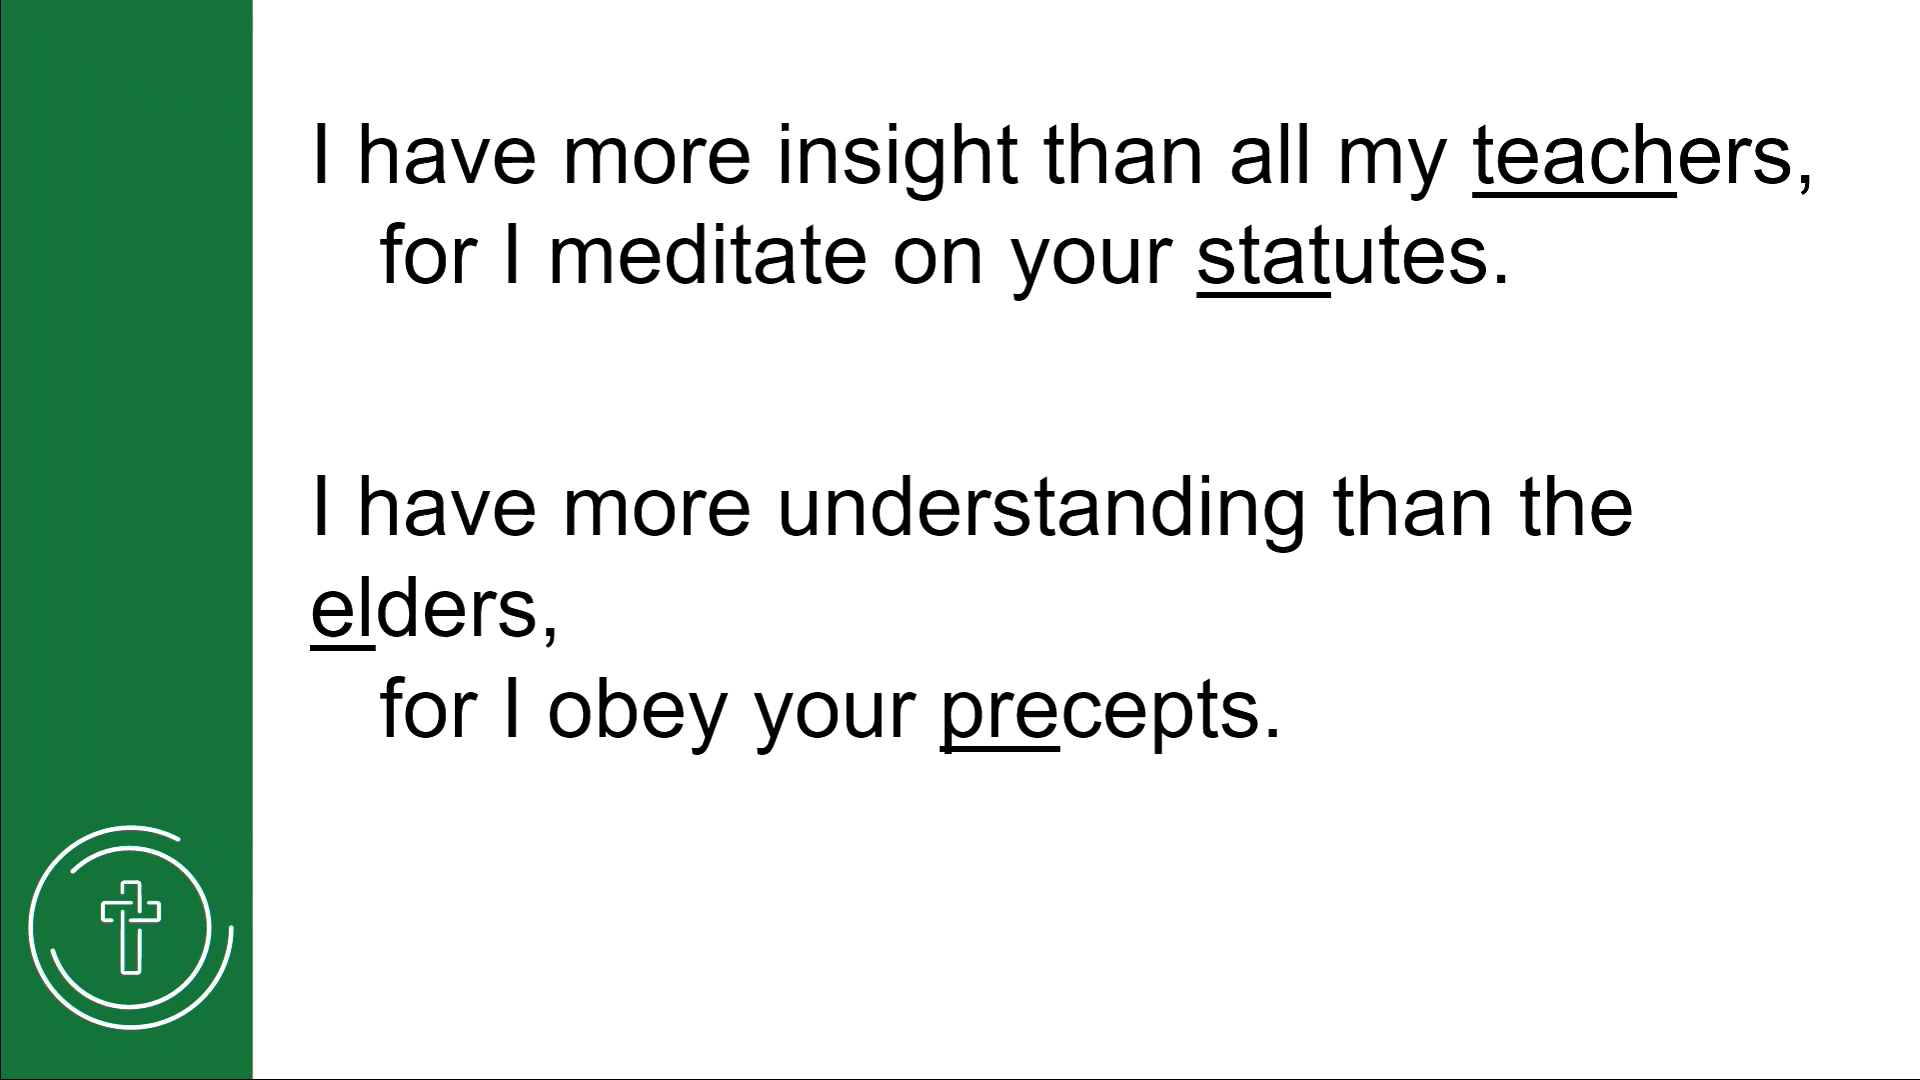 I have more insight than all my teachers,
for I meditate on your statutes.
I have more understanding than the
elders,
for I obey your precepts.